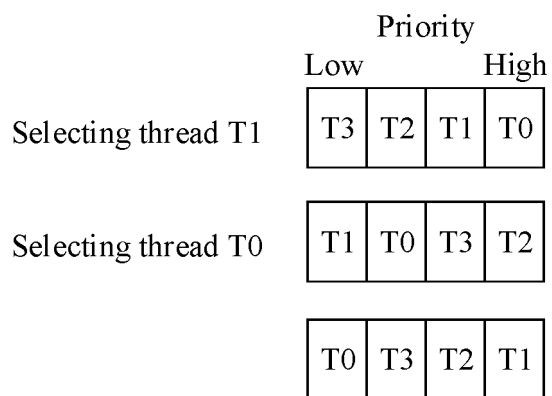 Priority
Low High
Selecting thread T1 T3 T2 T1 T0
Selecting thread T0 T1 T0 T3 T2
T0 T3 T2 T1